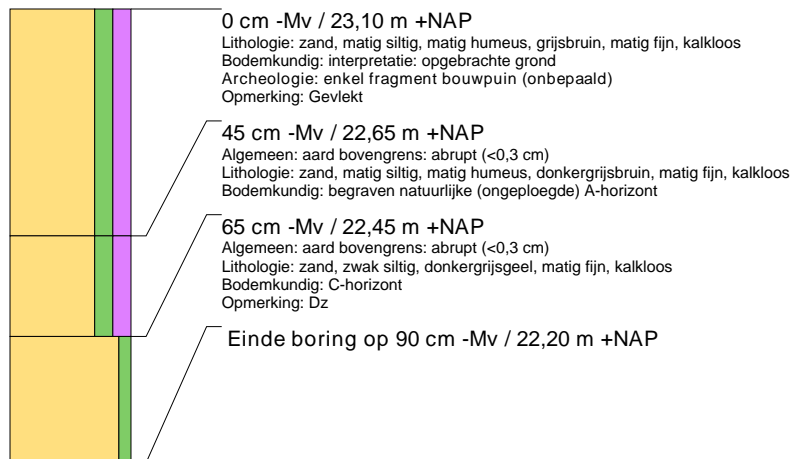 0 cm -Mv / 23,10 m +NAP
Lithologie: zand, matig siltig, matig humeus, grijsbruin, matig fijn, kalkloos
Bodemkundig: interpretatie: opgebrachte grond
Archeologie: enkel fragment bouwpuin (onbepaald)
Opmerking: Gevlekt
45 cm -Mv / 22,65 m +NAP
Algemeen: aard bovengrens: abrupt (<0,3 cm)
Lithologie: zand, matig siltig, matig humeus, donkergrijsbruin, matig fijn, kalkloos
Bodemkundig: begraven natuurlijke (ongeploegde) A-horizont
65 cm -Mv / 22,45 m +NAP
Algemeen: aard bovengrens: abrupt (<0,3 cm)
Lithologie: zand, zwak siltig, donkergrijsgeel, matig fijn, kalkloos
Bodemkundig: C-horizont
Opmerking: Dz
Einde boring op 90 cm -Mv / 22,20 m +NAP